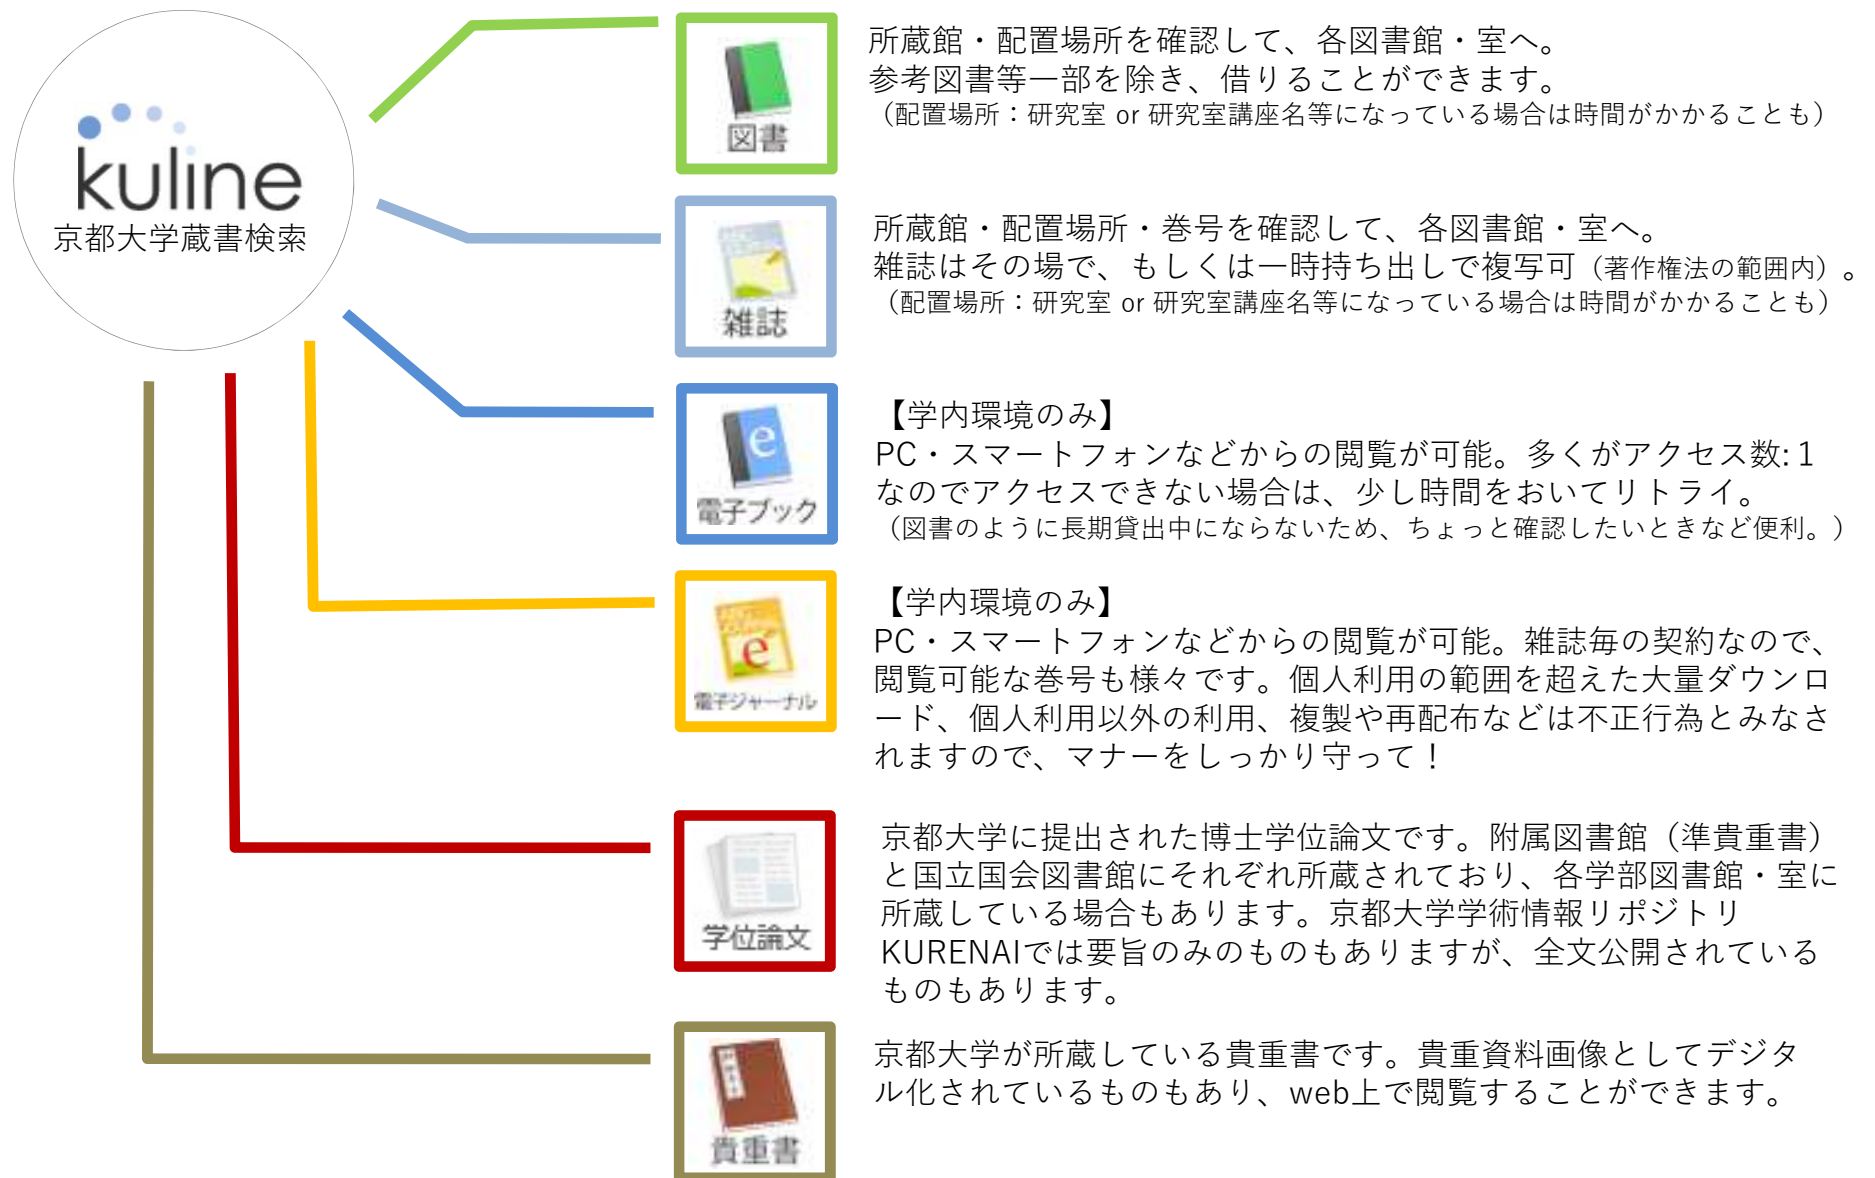 kuline
京都大学蔵書検索
図書
所蔵館・配置場所を確認して、各図書館・室へ。
参考図書等一部を除き、借りることができます。
（配置場所：研究室 or 研究室講座名等になっている場合は時間がかかることも）
雑誌
所蔵館・配置場所・巻号を確認して、各図書館・室へ。
雑誌はその場で、もしくは一時持ち出しで複写可（著作権法の範囲内）。
（配置場所：研究室 or 研究室講座名等になっている場合は時間がかかることも）
e
電子ブック
【学内環境のみ】
PC・スマートフォンなどからの閲覧が可能。多くがアクセス数:１
なのでアクセスできない場合は、少し時間をおいてリトライ。
（図書のように長期貸出中にならないため、ちょっと確認したいときなど便利。）
e
電子ジャーナル
【学内環境のみ】
PC・スマートフォンなどからの閲覧が可能。雑誌毎の契約なので、
閲覧可能な巻号も様々です。個人利用の範囲を超えた大量ダウンロ
ード、個人利用以外の利用、複製や再配布などは不正行為とみなさ
れますので、マナーをしっかり守って！
学位論文
京都大学に提出された博士学位論文です。附属図書館（準貴重書）
と国立国会図書館にそれぞれ所蔵されており、各学部図書館・室に
所蔵している場合もあります。京都大学学術情報リポジトリ
KURENAIでは要旨のみのものもありますが、全文公開されている
ものもあります。
貴重書
京都大学が所蔵している貴重書です。貴重資料画像としてデジタ
ル化されているものもあり、web上で閲覧することができます。